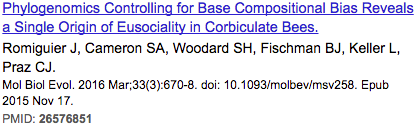 Phylogenomics Controlling for Base Compositional Bias Reveals
a Single Origin of Eusociality in Corbiculate Bees.
Romiguier J, Cameron SA, Woodard SH, Fischman BJ, Keller L,
Praz CJ.
Mol Biol Evol. 2016 Mar;33(3):670-8. doi: 10.1093/molbev/msv258. Epub
2015 Nov 17.
PMID: 26576851